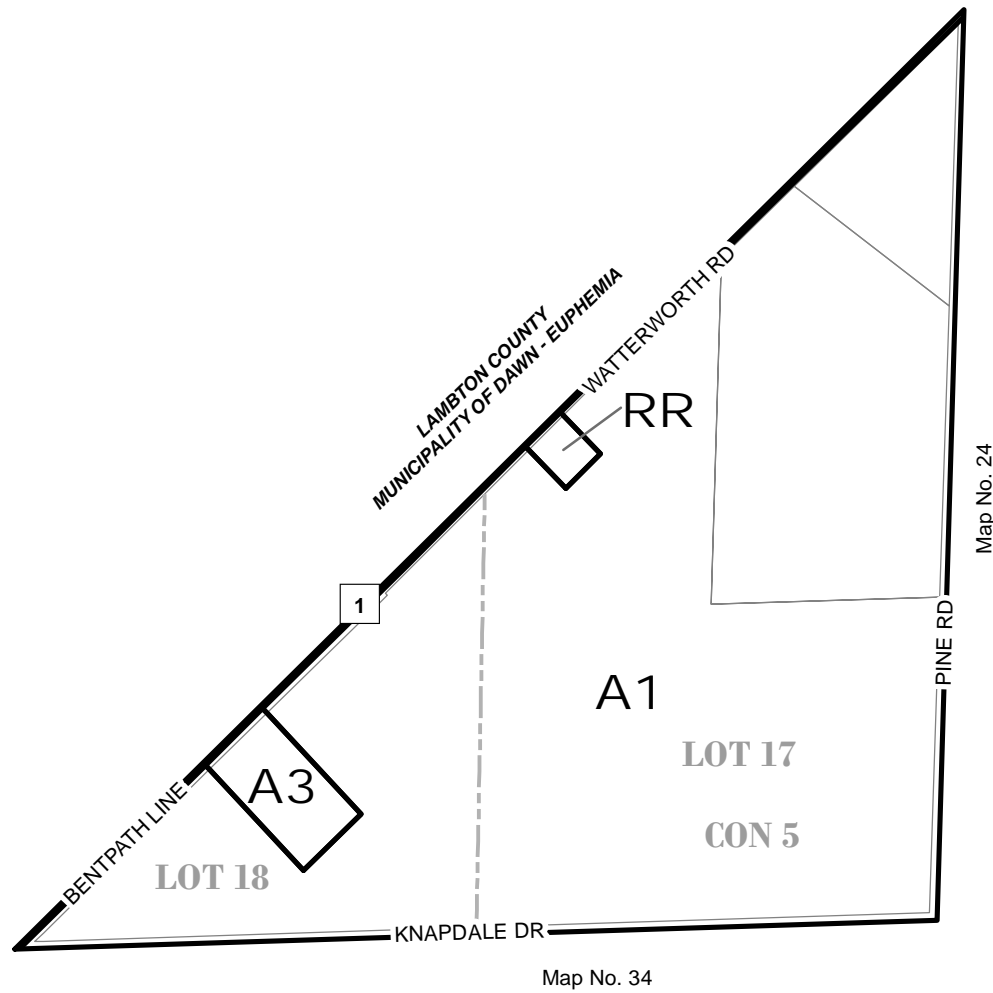 WATTERWORTH RD
LAMBTON COUNTY
MUNICIPALITY OF DAWN - EUPHEMIA
RR
Map No. 24
1
PINE RD
A1
LOT 17
A3
BENTPATH LINE
CON 5
LOT 18
KNAPDALE DR
Map No. 34